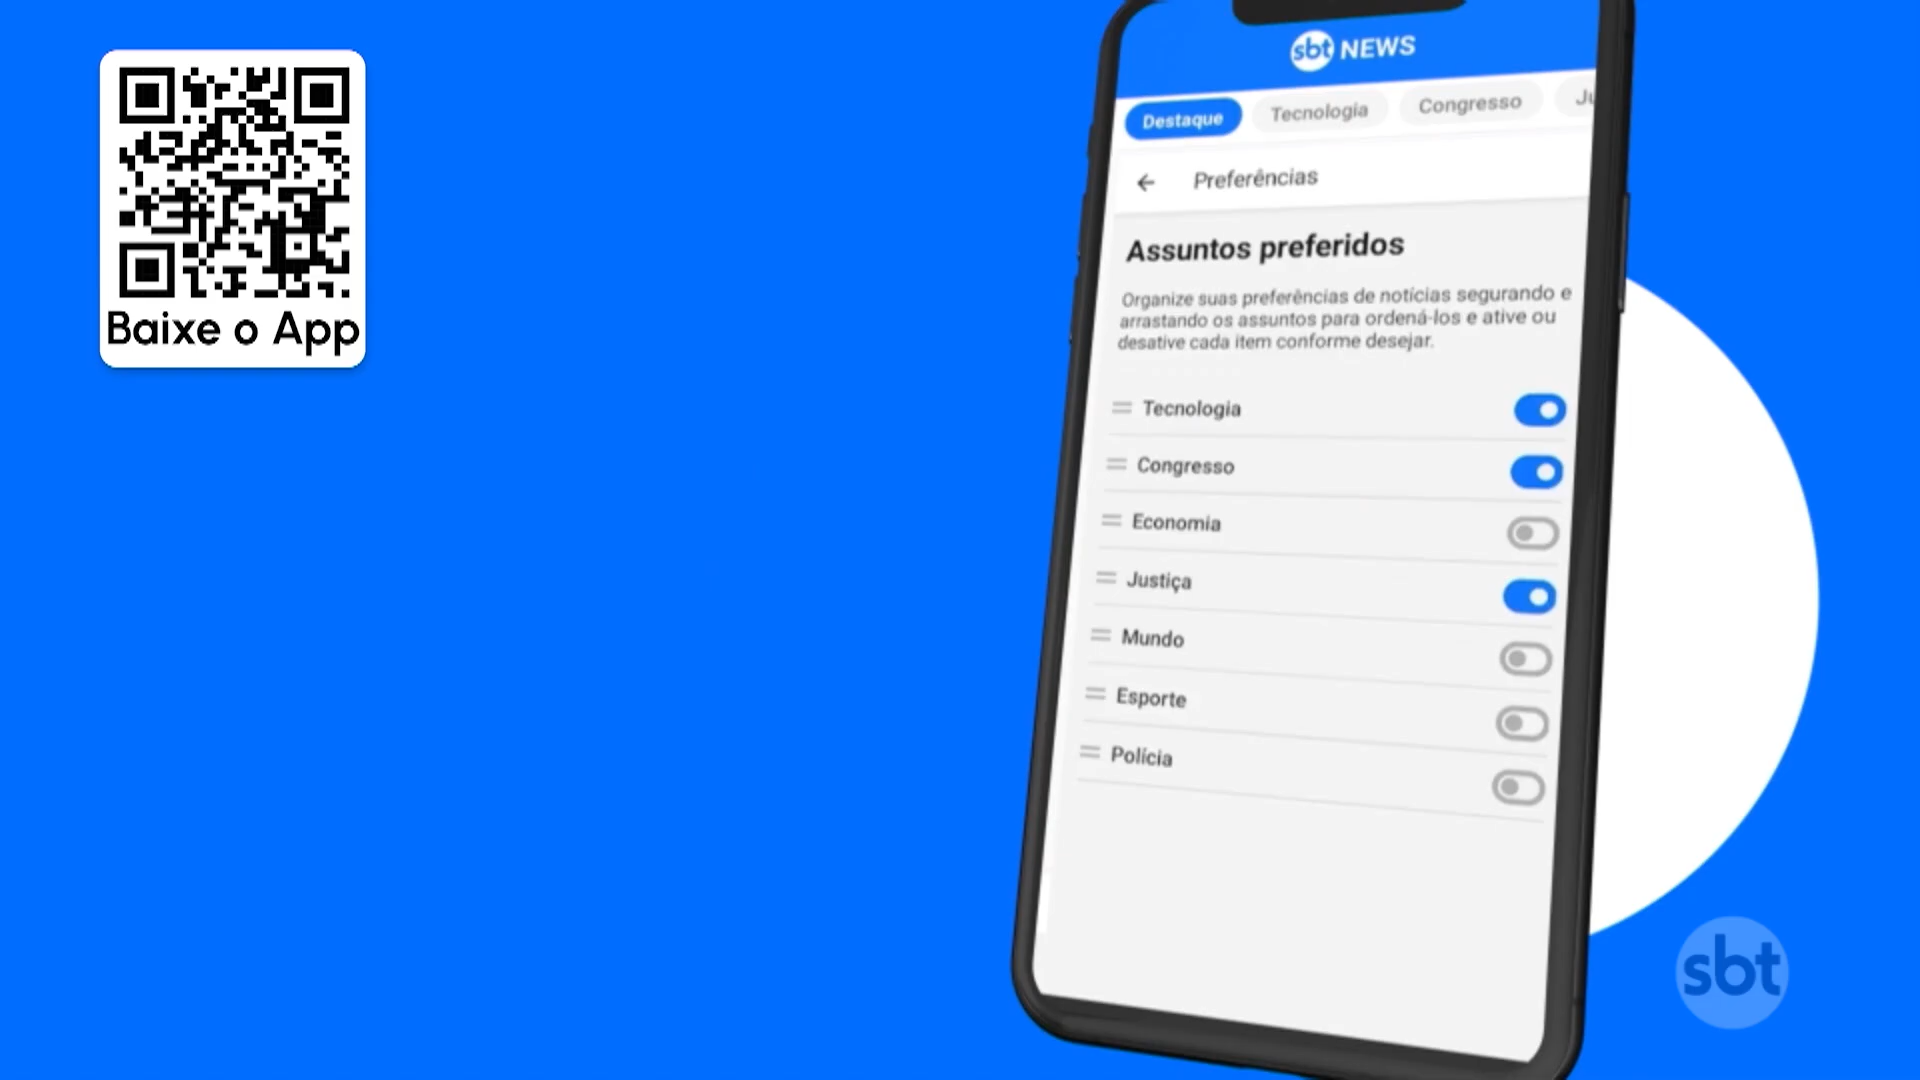 Baixe o App
sbt NEWS
Destaque Tecnologia Congresso Ju
Preferências
Assuntos preferidos
Organize suas preferências de notícias segurando e
arrastando os assuntos para ordená-los e ative ou
desative cada item conforme desejar.
Tecnologia
Congresso
Economia
Justiça
Mundo
Esporte
Polícia
sbt